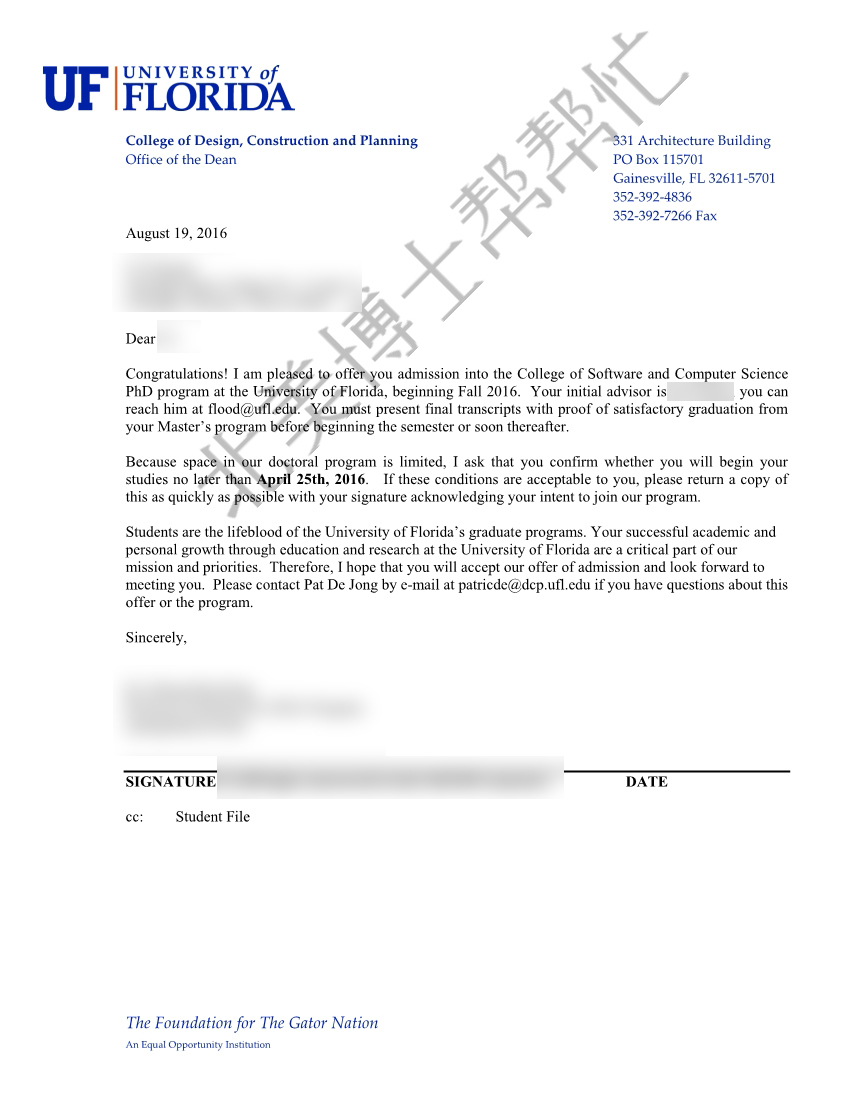 UF UNIVERSITY of
FLORIDA
College of Design, Construction and Planning
Office of the Dean
331 Architecture Building
PO Box 115701
Gainesville, FL 32611-5701
352-392-4836
352-392-7266 Fax
August 19, 2016
Dear
Congratulations! I am pleased to offer you admission into the College of Software and Computer Science
PhD program at the University of Florida, beginning Fall 2016. Your initial advisor is you can
reach him at flood@ufl.edu. You must present final transcripts with proof of satisfactory graduation from
your Master's program before beginning the semester or soon thereafter.
Because space in our doctoral program is limited, I ask that you confirm whether you will begin your
studies no later than April 25th, 2016. If these conditions are acceptable to you, please return a copy of
this as quickly as possible with your signature acknowledging your intent to join our program.
Students are the lifeblood of the University of Florida's graduate programs. Your successful academic and
personal growth through education and research at the University of Florida are a critical part of our
mission and priorities. Therefore, I hope that you will accept our offer of admission and look forward to
meeting you. Please contact Pat De Jong by e-mail at patricde@dcp.ufl.edu if you have questions about this
offer or the program.
Sincerely,
SIGNATURE DATE
cc: Student File
The Foundation for The Gator Nation
An Equal Opportunity Institution
北美博士帮帮忙